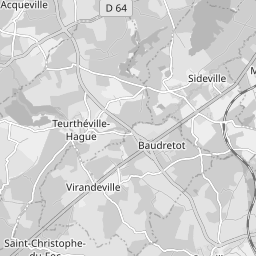 Acqueville
D 64
Sideville
M
Teurthéville-
Hague
Baudretot
Virandeville
Saint-Christophe-
du-Foc